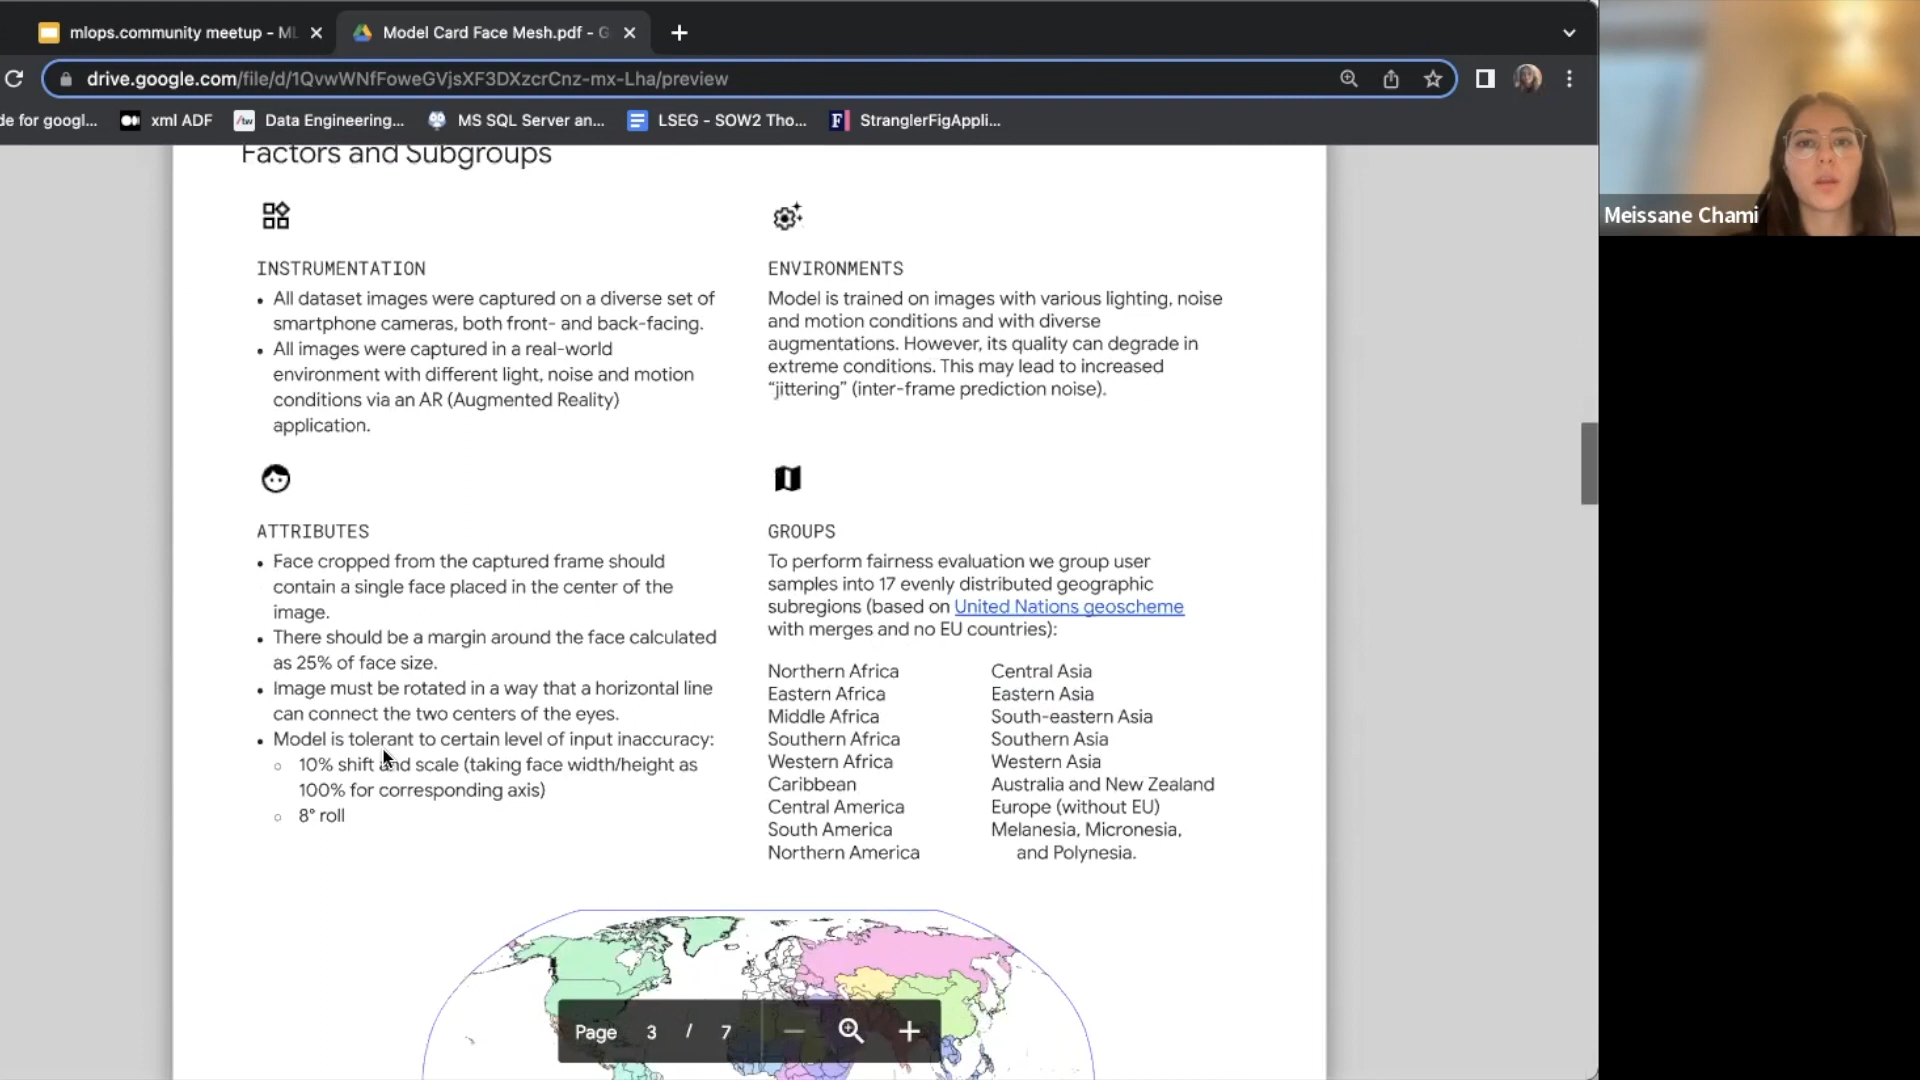 mlops.community meetup - ML
Model Card Face Mesh.pdf - G
drive.google.com/file/d/1QvwWNfFoweGVjsXF3DXzcrCnz-mx-Lha/preview
de for googl...
xml ADF
/tw
Data Engineering...
MS SQL Server an...
LSEG - SOW2 Tho...
F
StranglerFigAppli...
Meissane Chami
Factors and Subgroups
INSTRUMENTATION
• All dataset images were captured on a diverse set of
smartphone cameras, both front- and back-facing.
• All images were captured in a real-world
environment with different light, noise and motion
conditions via an AR (Augmented Reality)
application.
ENVIRONMENTS
Model is trained on images with various lighting, noise
and motion conditions and with diverse
augmentations. However, its quality can degrade in
extreme conditions. This may lead to increased
“jittering” (inter-frame prediction noise).
ATTRIBUTES
• Face cropped from the captured frame should
contain a single face placed in the center of the
image.
• There should be a margin around the face calculated
as 25% of face size.
• Image must be rotated in a way that a horizontal line
can connect the two centers of the eyes.
• Model is tolerant to certain level of input inaccuracy:
○ 10% shift and scale (taking face width/height as
100% for corresponding axis)
○ 8° roll
GROUPS
To perform fairness evaluation we group user
samples into 17 evenly distributed geographic
subregions (based on United Nations geoscheme
with merges and no EU countries):
Northern Africa
Eastern Africa
Middle Africa
Southern Africa
Western Africa
Caribbean
Central America
South America
Northern America
Central Asia
Eastern Asia
South-eastern Asia
Southern Asia
Western Asia
Australia and New Zealand
Europe (without EU)
Melanesia, Micronesia,
and Polynesia.
Page 3 / 7